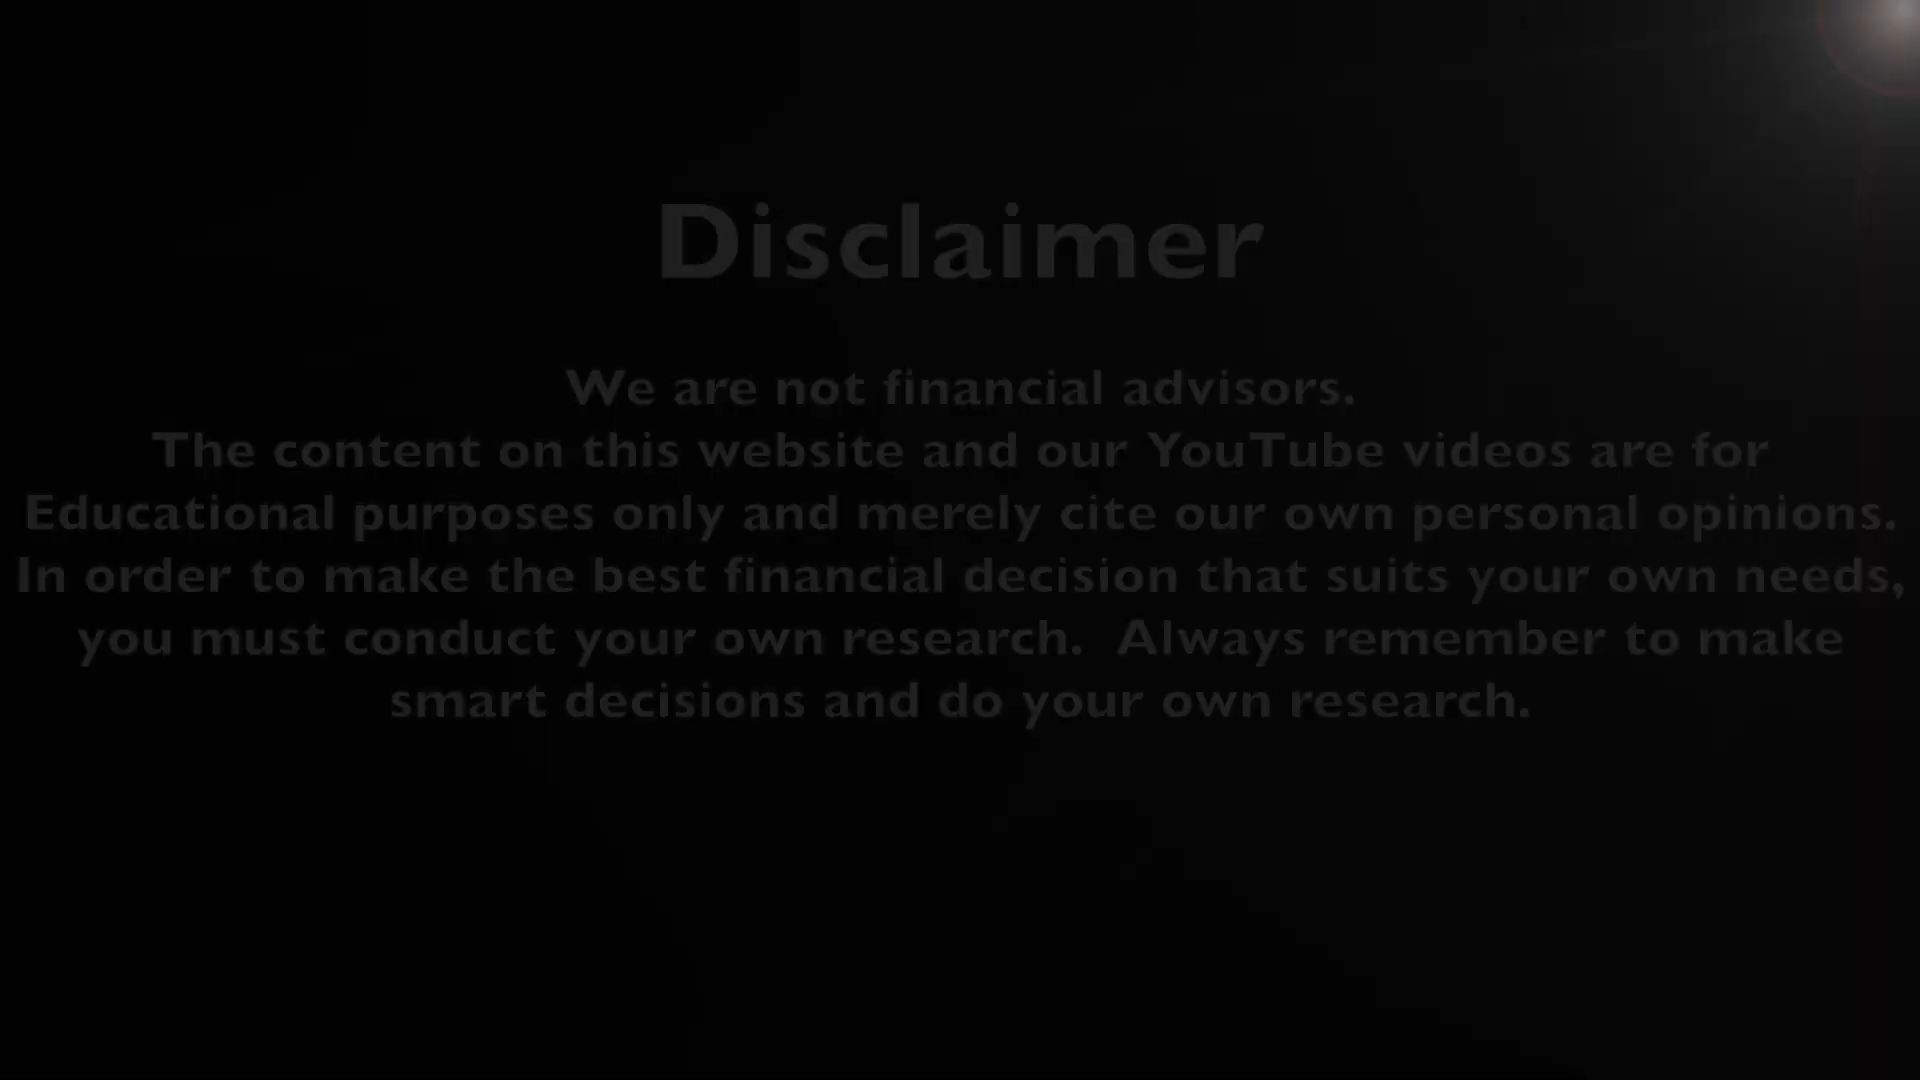 Disclaimer
We are not financial advisors.
The content on this website and our YouTube videos are for
Educational purposes only and merely cite our own personal opinions.
In order to make the best financial decision that suits your own needs,
you must conduct your own research.  Always remember to make
smart decisions and do your own research.